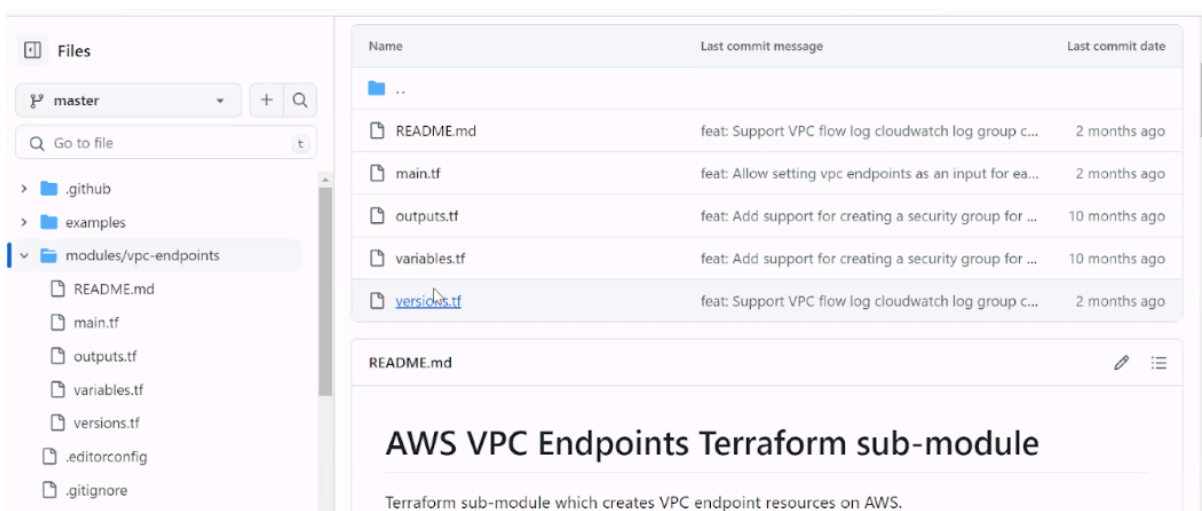 Files
master
Go to file
t
.github
examples
modules/vpc-endpoints
README.md
main.tf
outputs.tf
variables.tf
versions.tf
.editorconfig
.gitignore
Name Last commit message Last commit date
..
README.md feat: Support VPC flow log cloudwatch log group c... 2 months ago
main.tf feat: Allow setting vpc endpoints as an input for ea... 2 months ago
outputs.tf feat: Add support for creating a security group for ... 10 months ago
variables.tf feat: Add support for creating a security group for ... 10 months ago
versions.tf feat: Support VPC flow log cloudwatch log group c... 2 months ago
README.md
AWS VPC Endpoints Terraform sub-module
Terraform sub-module which creates VPC endpoint resources on AWS.